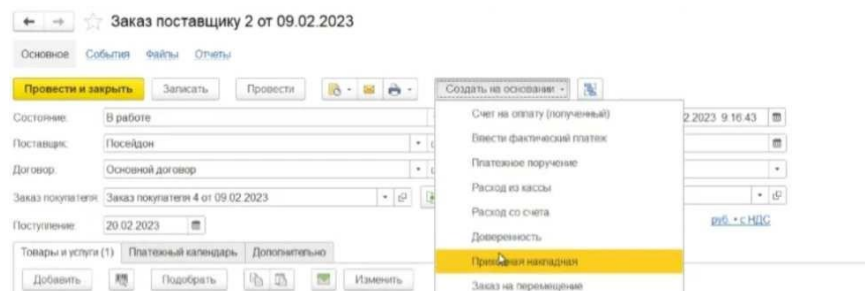 Заказ поставщику 2 от 09.02.2023
Основное События Файлы Отчеты
Провести и закрыть Записать Провести Создать на основании
Состояние: В работе Счет на оплату (полученный) 2.2023 9:16:43
Поставщик: Посейдон Ввести фактический платеж
Договор: Основной договор Платежное поручение
Заказ покупателя: Заказ покупателя 4 от 09.02.2023 Расход из кассы
Поступление: 20.02.2023 Расход со счета руб. • с НДС
Доверенность
Товары и услуги (1) Платежный календарь Дополнительно Приходная накладная
Добавить Подобрать Изменить Заказ на перемещение